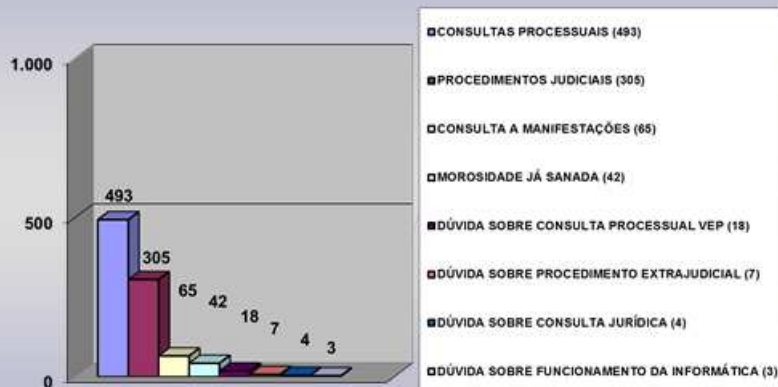 1.000
500
0
493
305
65
42
18
7
4
3
CONSULTAS PROCESSUAIS (493)
PROCEDIMENTOS JUDICIAIS (305)
CONSULTA A MANIFESTAÇÕES (65)
MOROSIDADE JÁ SANADA (42)
DÚVIDA SOBRE CONSULTA PROCESSUAL VEP (18)
DÚVIDA SOBRE PROCEDIMENTO EXTRAJUDICIAL (7)
DÚVIDA SOBRE CONSULTA JURÍDICA (4)
DÚVIDA SOBRE FUNCIONAMENTO DA INFORMÁTICA (3)